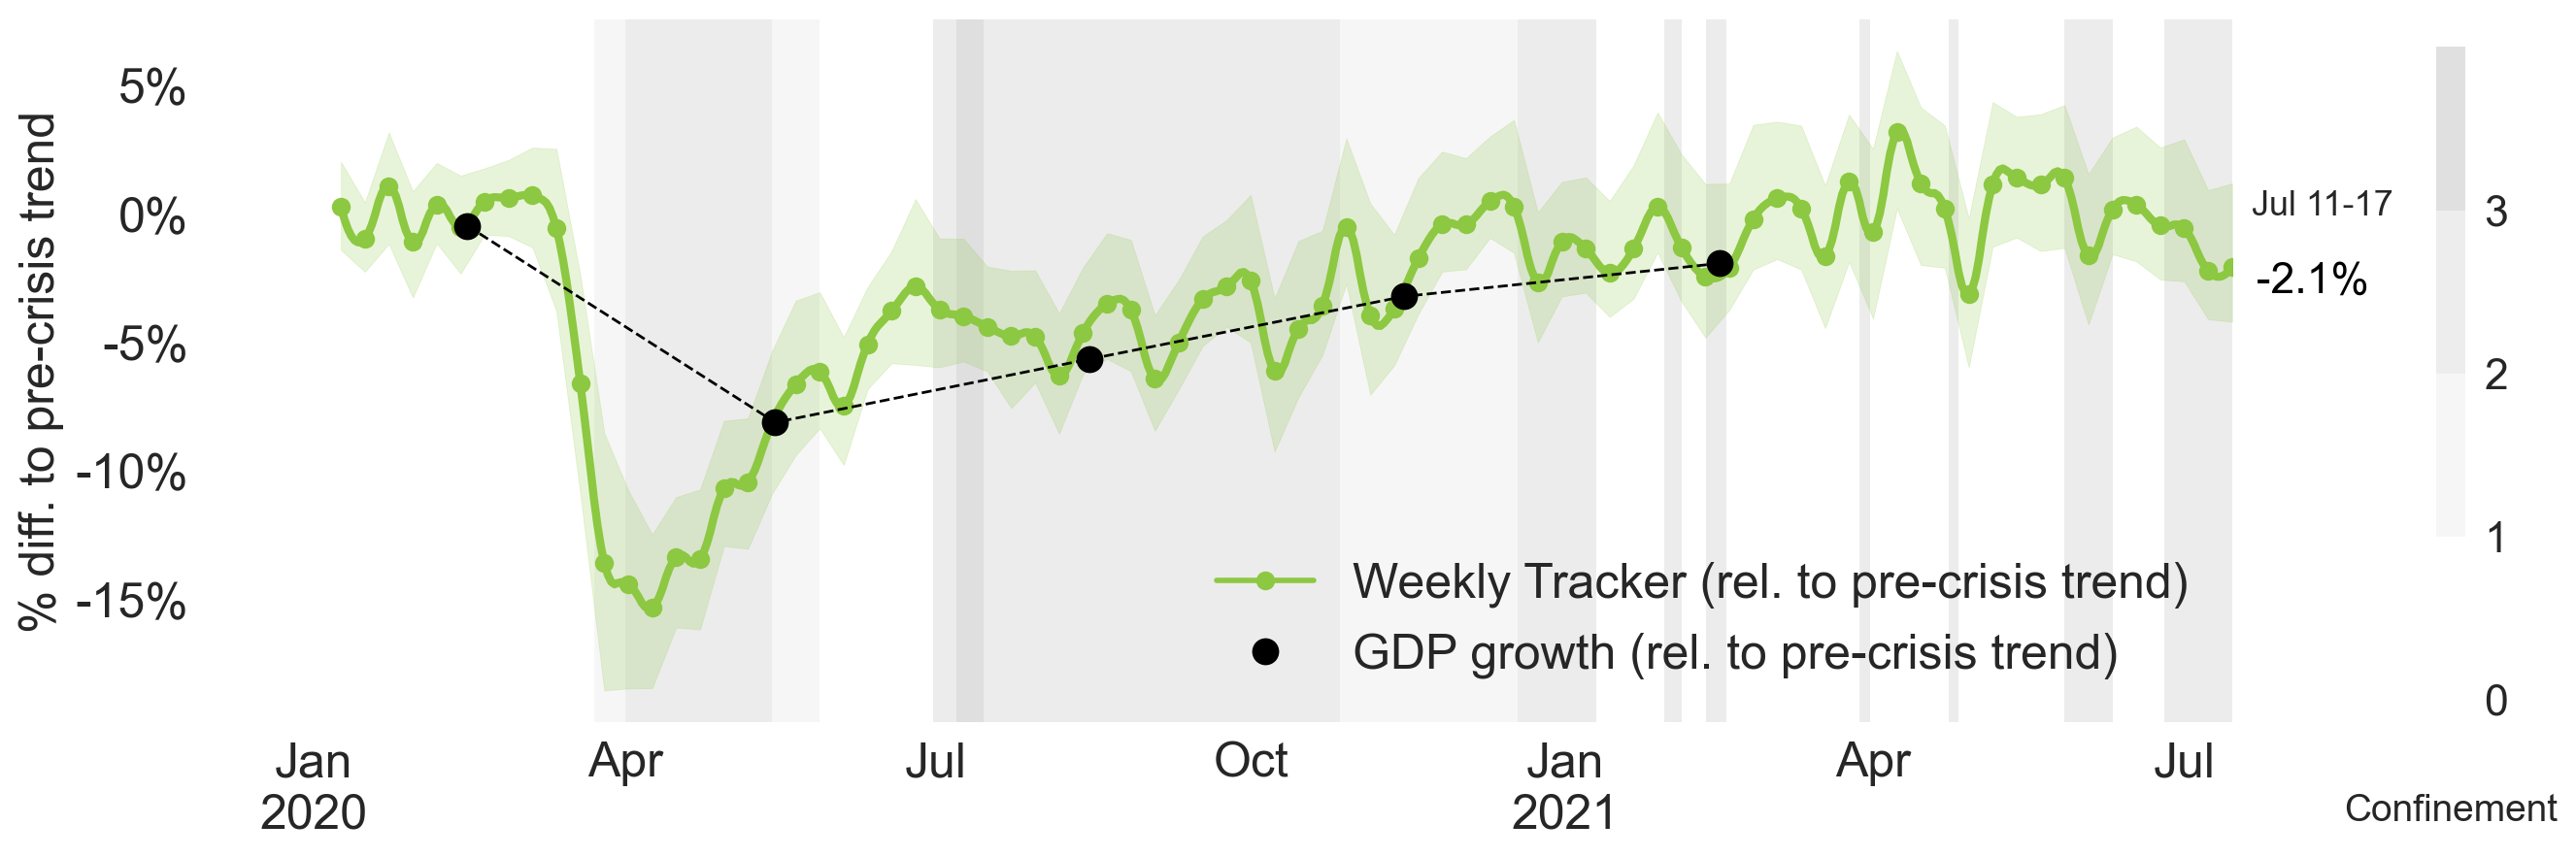 % diff. to pre-crisis trend
5%
0%
-5%
-10%
-15%
Jan
2020
Apr
Jul
Oct
Jan
2021
Apr
Jul
Weekly Tracker (rel. to pre-crisis trend)
GDP growth (rel. to pre-crisis trend)
Jul 11-17
-2.1%
3
2
1
0
Confinement